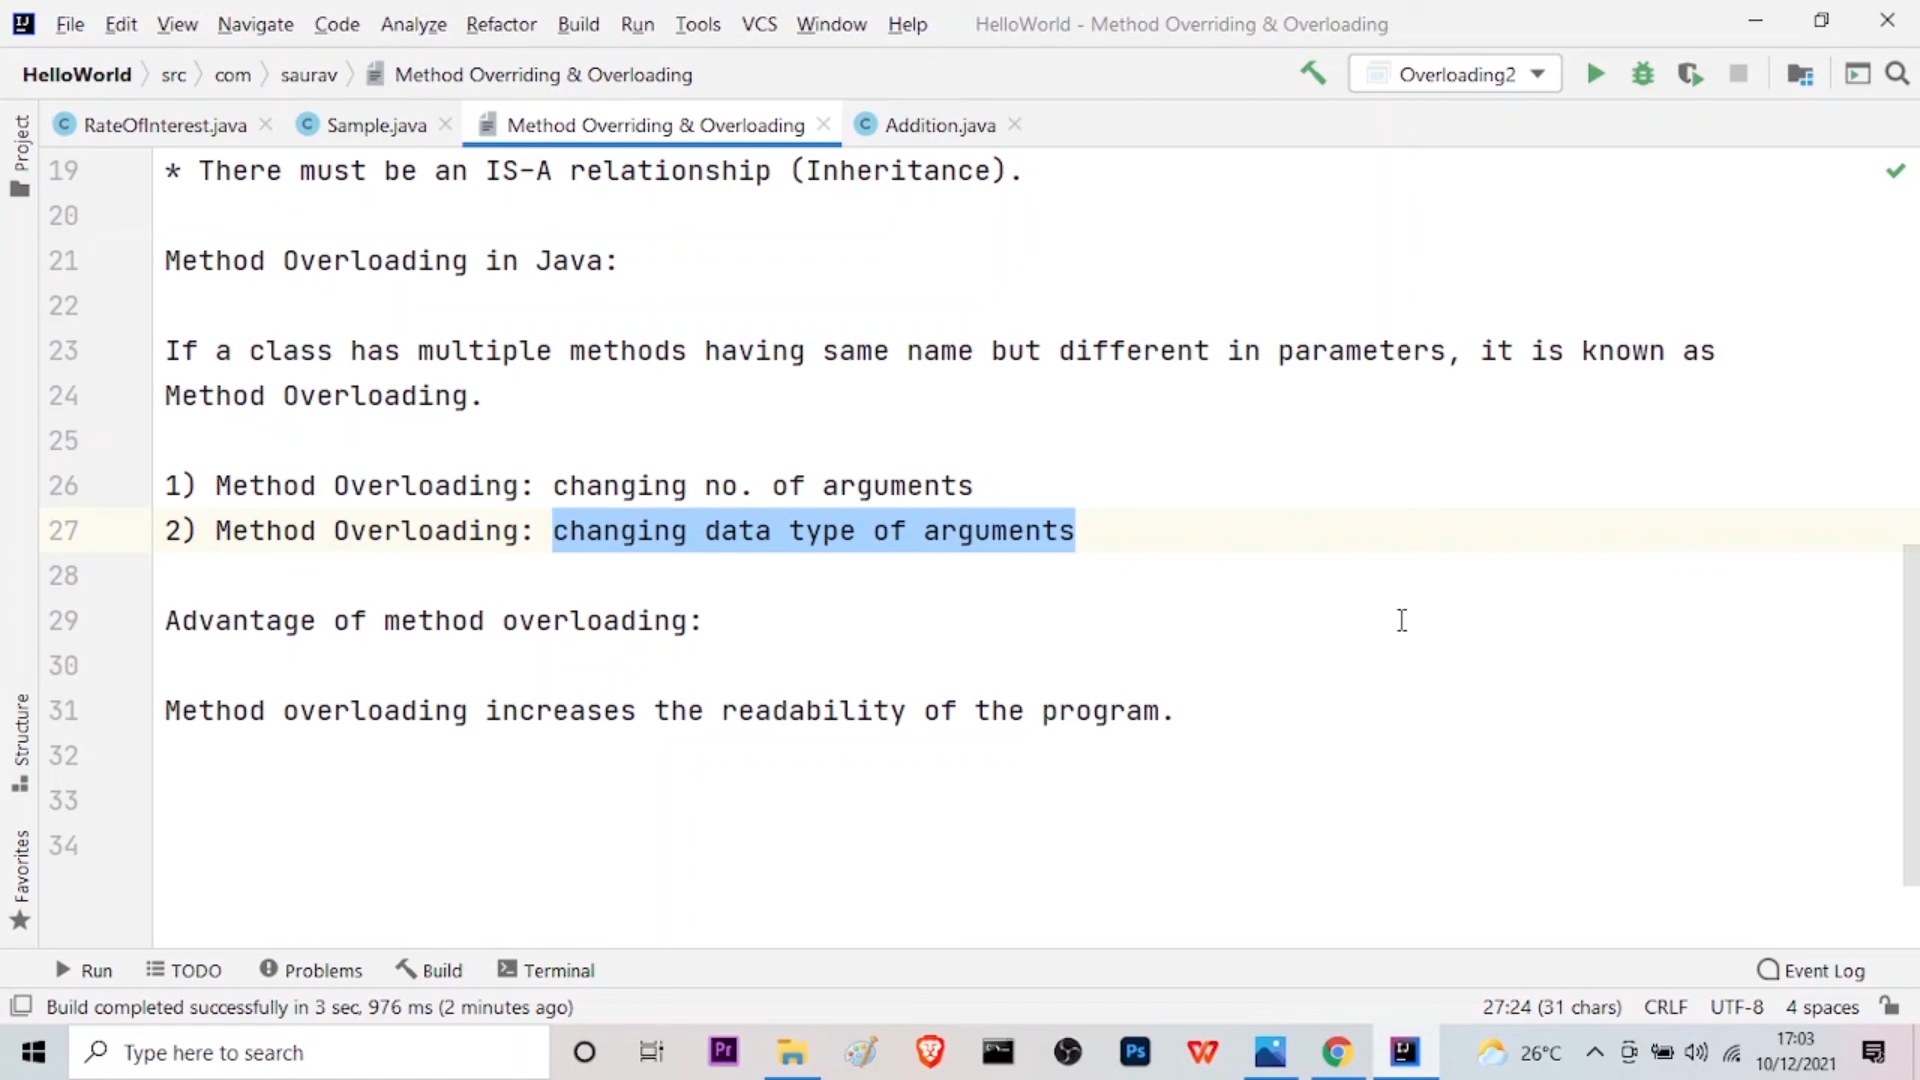 File Edit View Navigate Code Analyze Refactor Build Run Tools VCS Window Help HelloWorld - Method Overriding & Overloading
HelloWorld src com saurav Method Overriding & Overloading Overloading2
RateOfInterest.java Sample.java Method Overriding & Overloading Addition.java
Project
19 * There must be an IS-A relationship (Inheritance).
20
21 Method Overloading in Java:
22
23 If a class has multiple methods having same name but different in parameters, it is known as
24 Method Overloading.
25
26 1) Method Overloading: changing no. of arguments
27 2) Method Overloading: changing data type of arguments
28
29 Advantage of method overloading:
30
31 Method overloading increases the readability of the program.
32
33
34
Structure
Favorites
Run TODO Problems Build Terminal Event Log
Build completed successfully in 3 sec, 976 ms (2 minutes ago) 27:24 (31 chars) CRLF UTF-8 4 spaces
Type here to search Pr Ps W IJ 26°C 17:03
10/12/2021